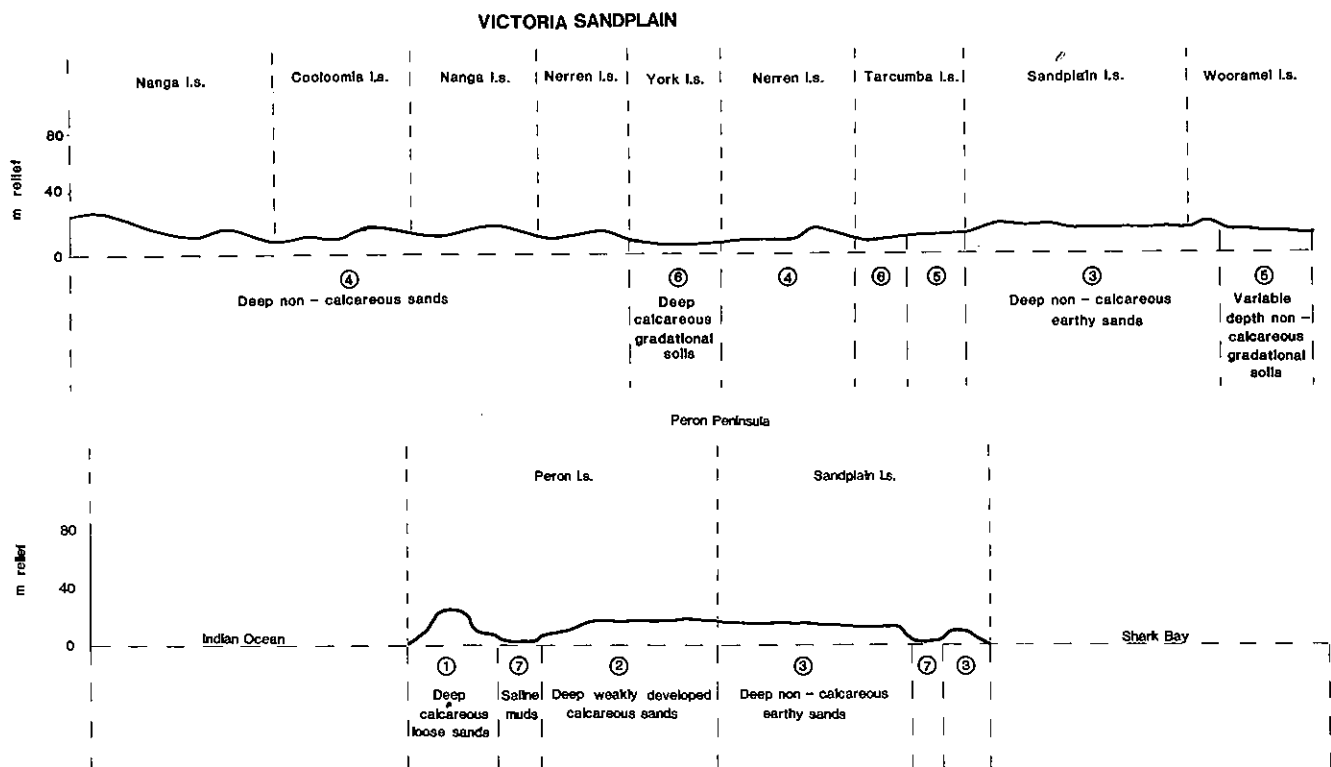 VICTORIA SANDPLAIN
Nanga l.s.
Cooloomia l.s.
Nanga l.s.
Nerren l.s.
York l.s.
Nerren l.s.
Tarcumba l.s.
Sandplain l.s.
Wooramel l.s.
m relief
80
40
0
④
Deep non - calcareous sands
⑥
Deep
calcareous
gradational
soils
④
⑥
⑤
③
Deep non - calcareous
earthy sands
⑤
Variable
depth non -
calcareous
gradational
soils
Peron Peninsula
Peron l.s.
Sandplain l.s.
m relief
80
40
0
Indian Ocean
Shark Bay
①
Deep
calcareous
loose sands
⑦
Saline
muds
②
Deep weakly developed
calcareous sands
③
Deep non - calcareous
earthy sands
⑦
③